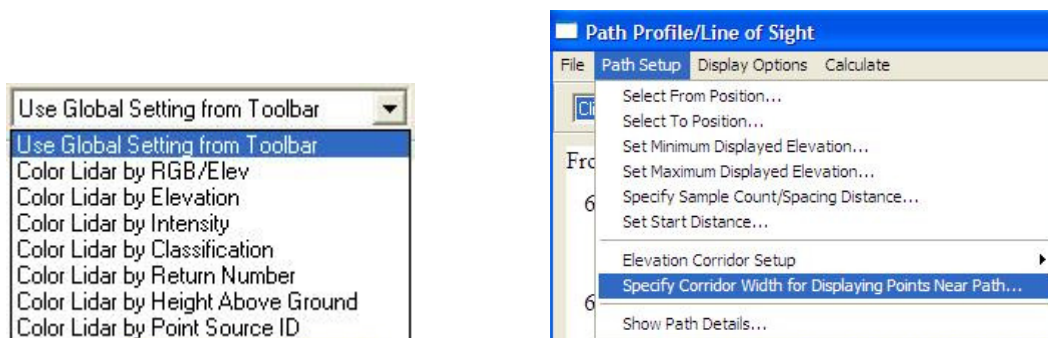 Use Global Setting from Toolbar
Use Global Setting from Toolbar
Color Lidar by RGB/Elev
Color Lidar by Elevation
Color Lidar by Intensity
Color Lidar by Classification
Color Lidar by Return Number
Color Lidar by Height Above Ground
Color Lidar by Point Source ID
Path Profile/Line of Sight
File Path Setup Display Options Calculate
Select From Position...
Select To Position...
Set Minimum Displayed Elevation...
Set Maximum Displayed Elevation...
Specify Sample Count/Spacing Distance...
Set Start Distance...
Elevation Corridor Setup
Specify Corridor Width for Displaying Points Near Path...
Show Path Details...